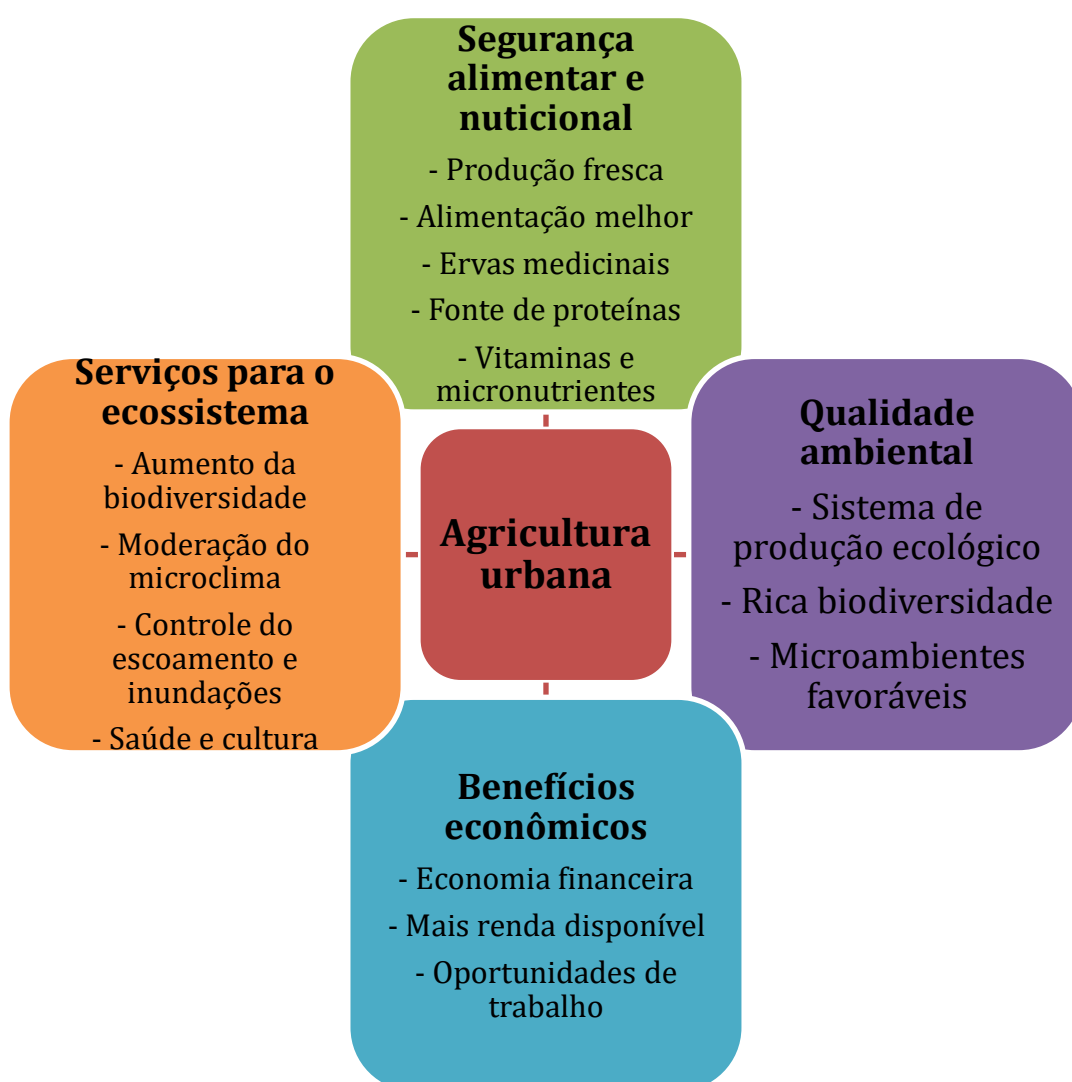 Segurança
alimentar e
nuticional
- Produção fresca
- Alimentação melhor
- Ervas medicinais
- Fonte de proteínas
- Vitaminas e
micronutrientes
Serviços para o
ecossistema
- Aumento da
biodiversidade
- Moderação do
microclima
- Controle do
escoamento e
inundações
- Saúde e cultura
Agricultura
urbana
Qualidade
ambiental
- Sistema de
produção ecológico
- Rica biodiversidade
- Microambientes
favoráveis
Benefícios
econômicos
- Economia financeira
- Mais renda disponível
- Oportunidades de
trabalho